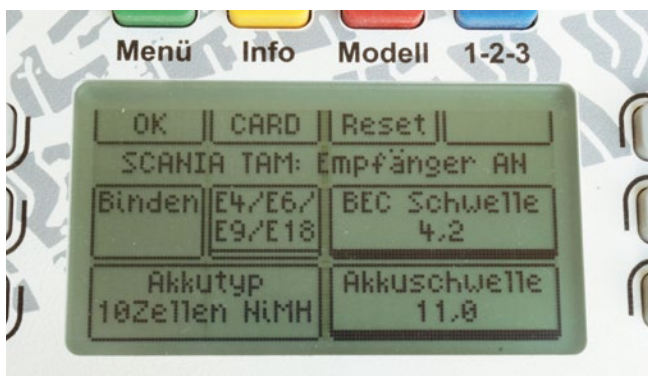 Menü Info Modell 1-2-3
OK CARD Reset
SCANIA TAM: Empfänger AN
Binden E4/E6/ BEC Schwelle
E9/E18 4,2
Akkutyp Akkuschwelle
10Zellen NiMH 11,0